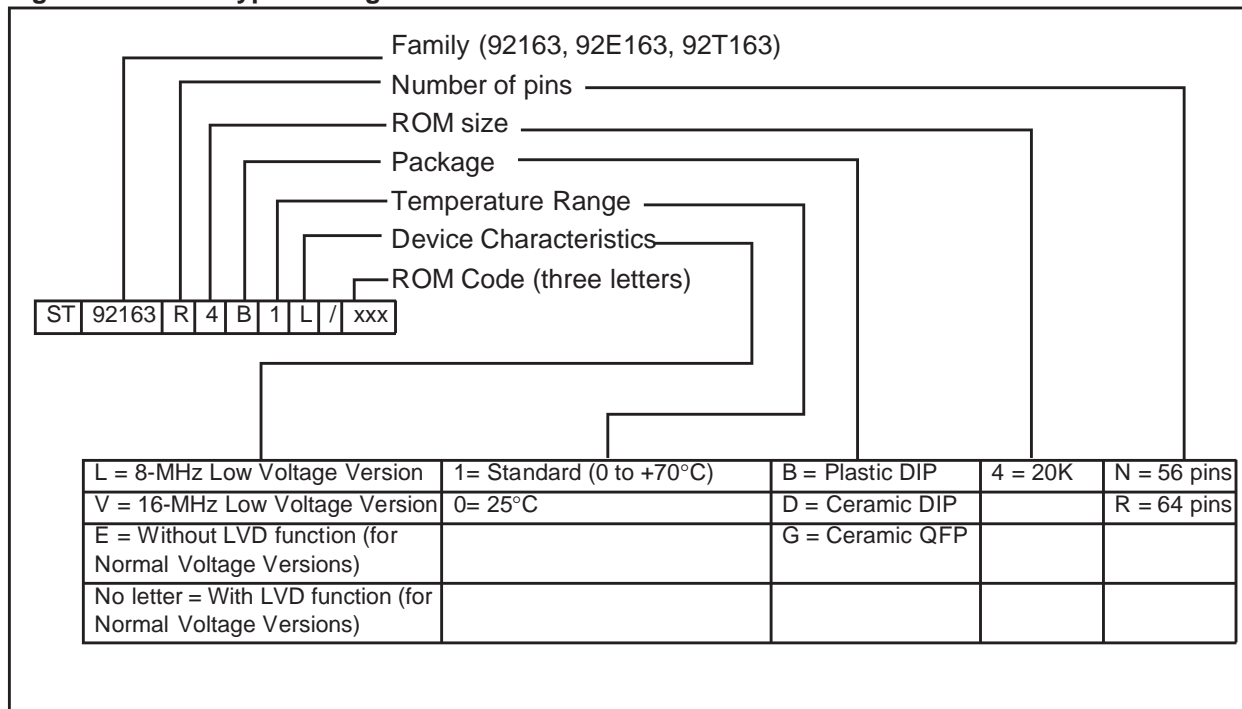 Family (92163, 92E163, 92T163)
Number of pins
ROM size
Package
Temperature Range
Device Characteristics
ROM Code (three letters)
ST 92163 R 4 B 1 L / xxx
L = 8-MHz Low Voltage Version 1= Standard (0 to +70°C) B = Plastic DIP 4 = 20K N = 56 pins
V = 16-MHz Low Voltage Version 0= 25°C D = Ceramic DIP R = 64 pins
E = Without LVD function (for G = Ceramic QFP
Normal Voltage Versions)
No letter = With LVD function (for
Normal Voltage Versions)